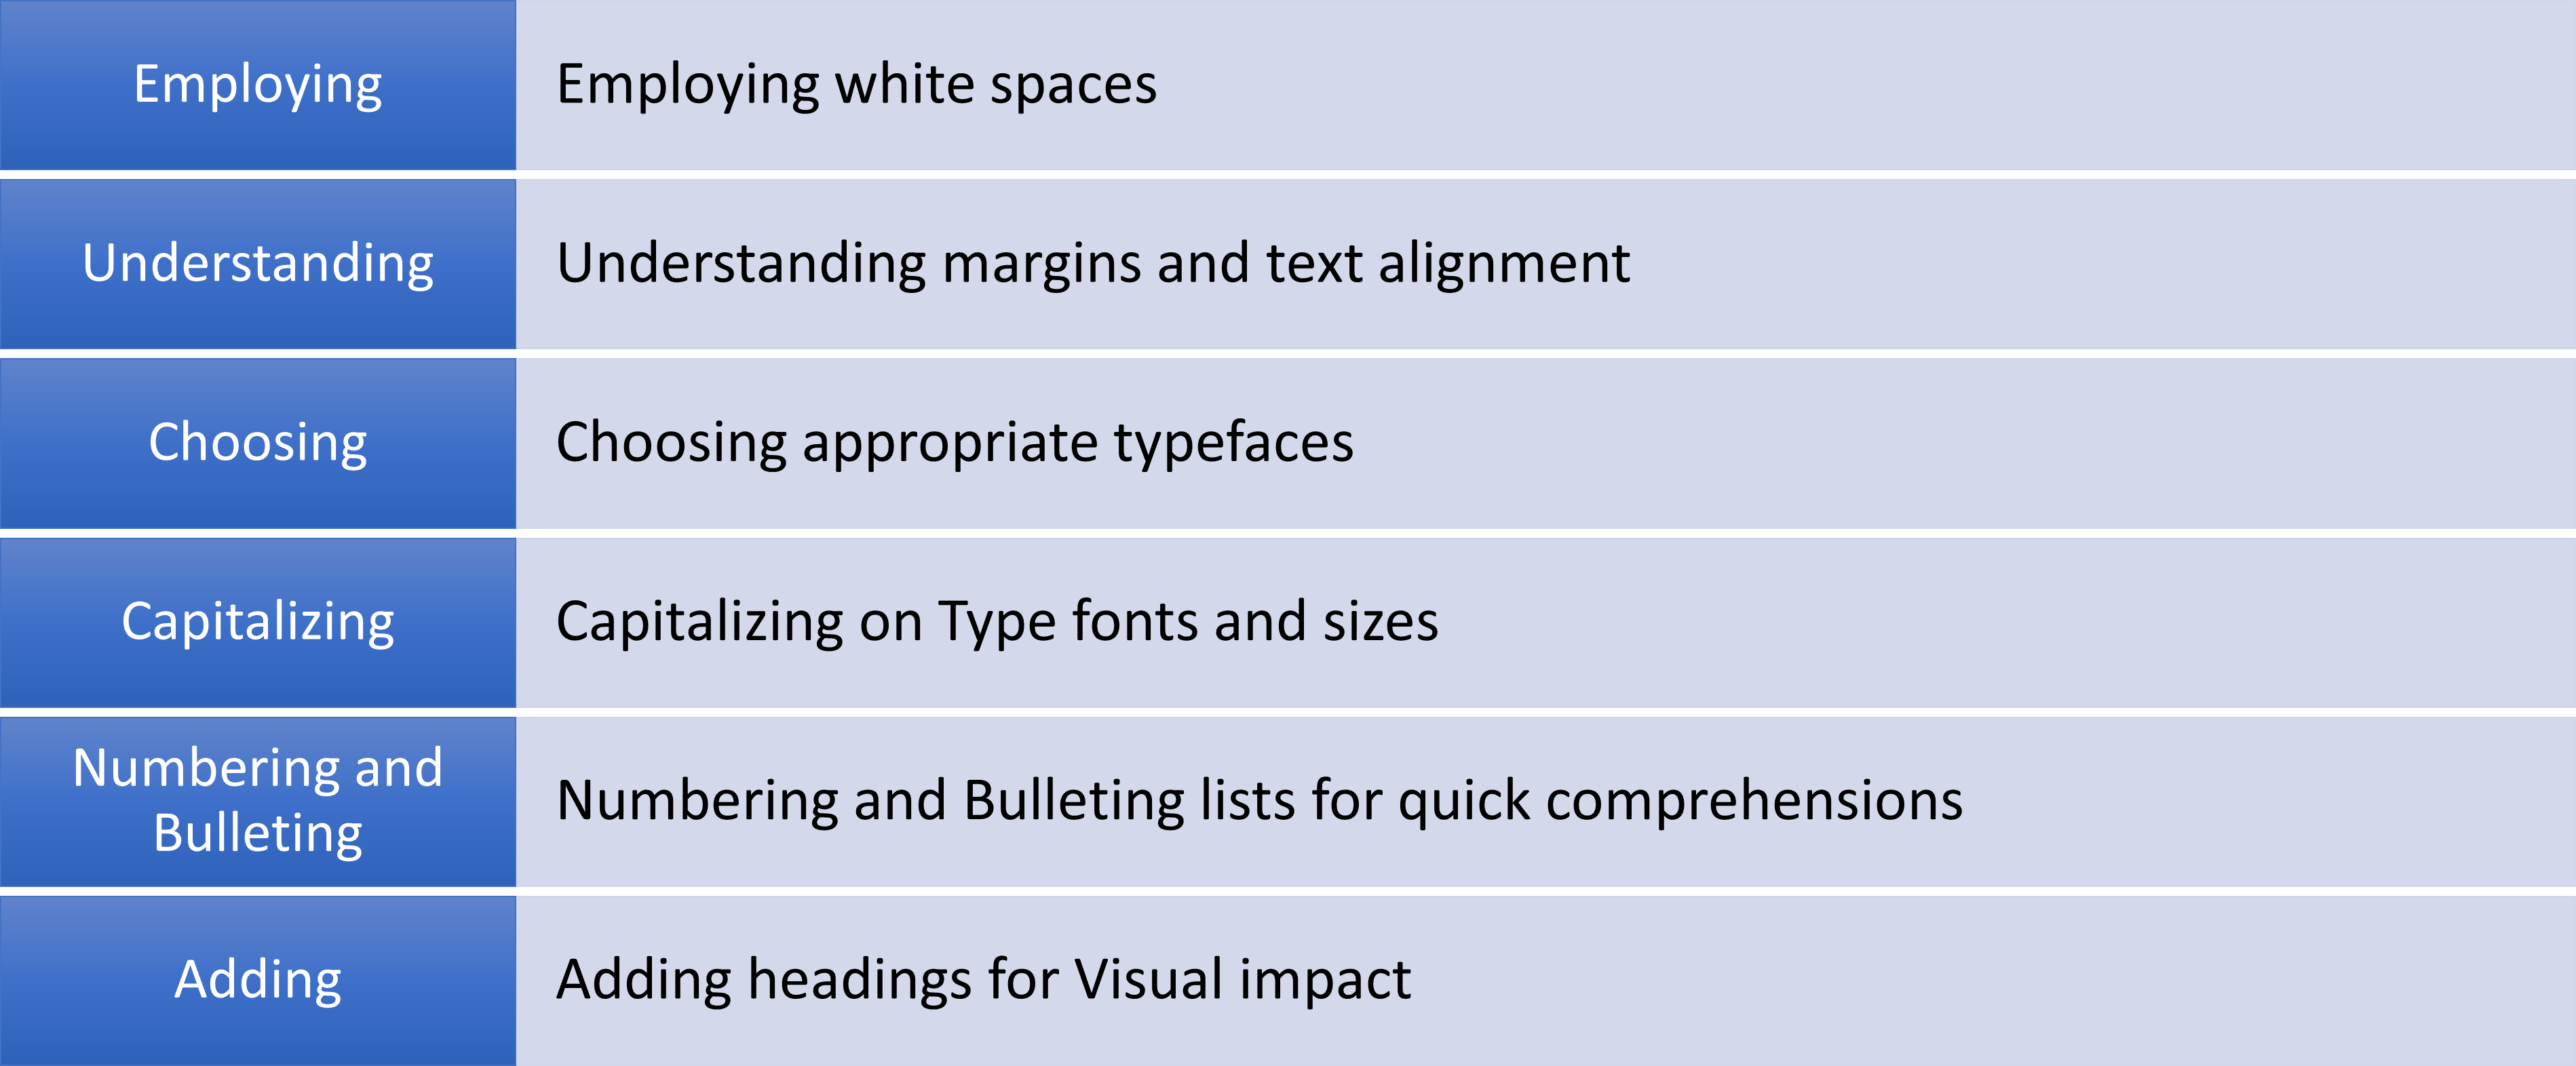 Employing
Employing white spaces
Understanding
Understanding margins and text alignment
Choosing
Choosing appropriate typefaces
Capitalizing
Capitalizing on Type fonts and sizes
Numbering and
Bulleting
Numbering and Bulleting lists for quick comprehensions
Adding
Adding headings for Visual impact